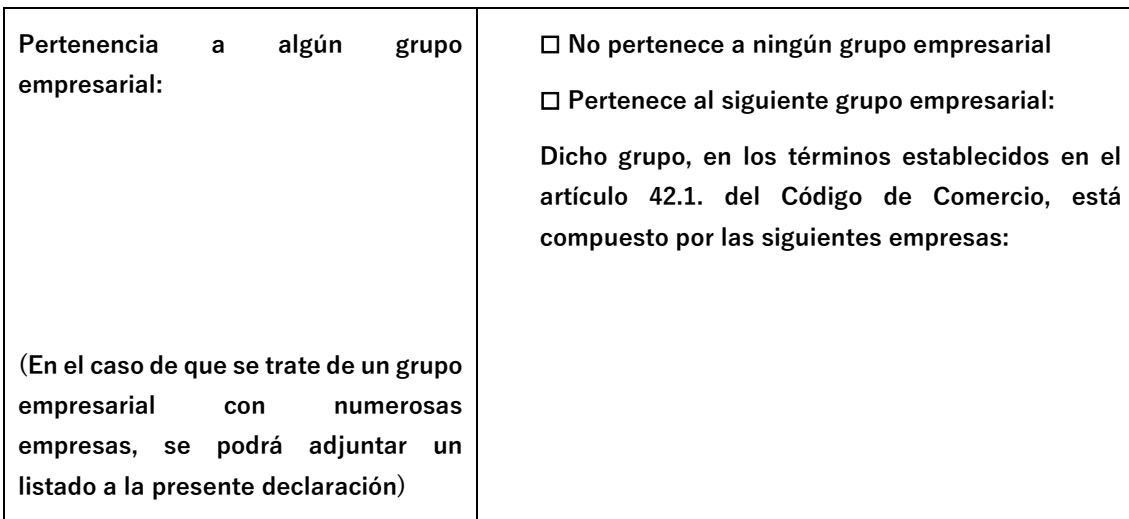 Pertenencia a algún grupo
empresarial:
(En el caso de que se trate de un grupo
empresarial con numerosas
empresas, se podrá adjuntar un
listado a la presente declaración)
☐ No pertenece a ningún grupo empresarial
☐ Pertenece al siguiente grupo empresarial:
Dicho grupo, en los términos establecidos en el
artículo 42.1. del Código de Comercio, está
compuesto por las siguientes empresas: